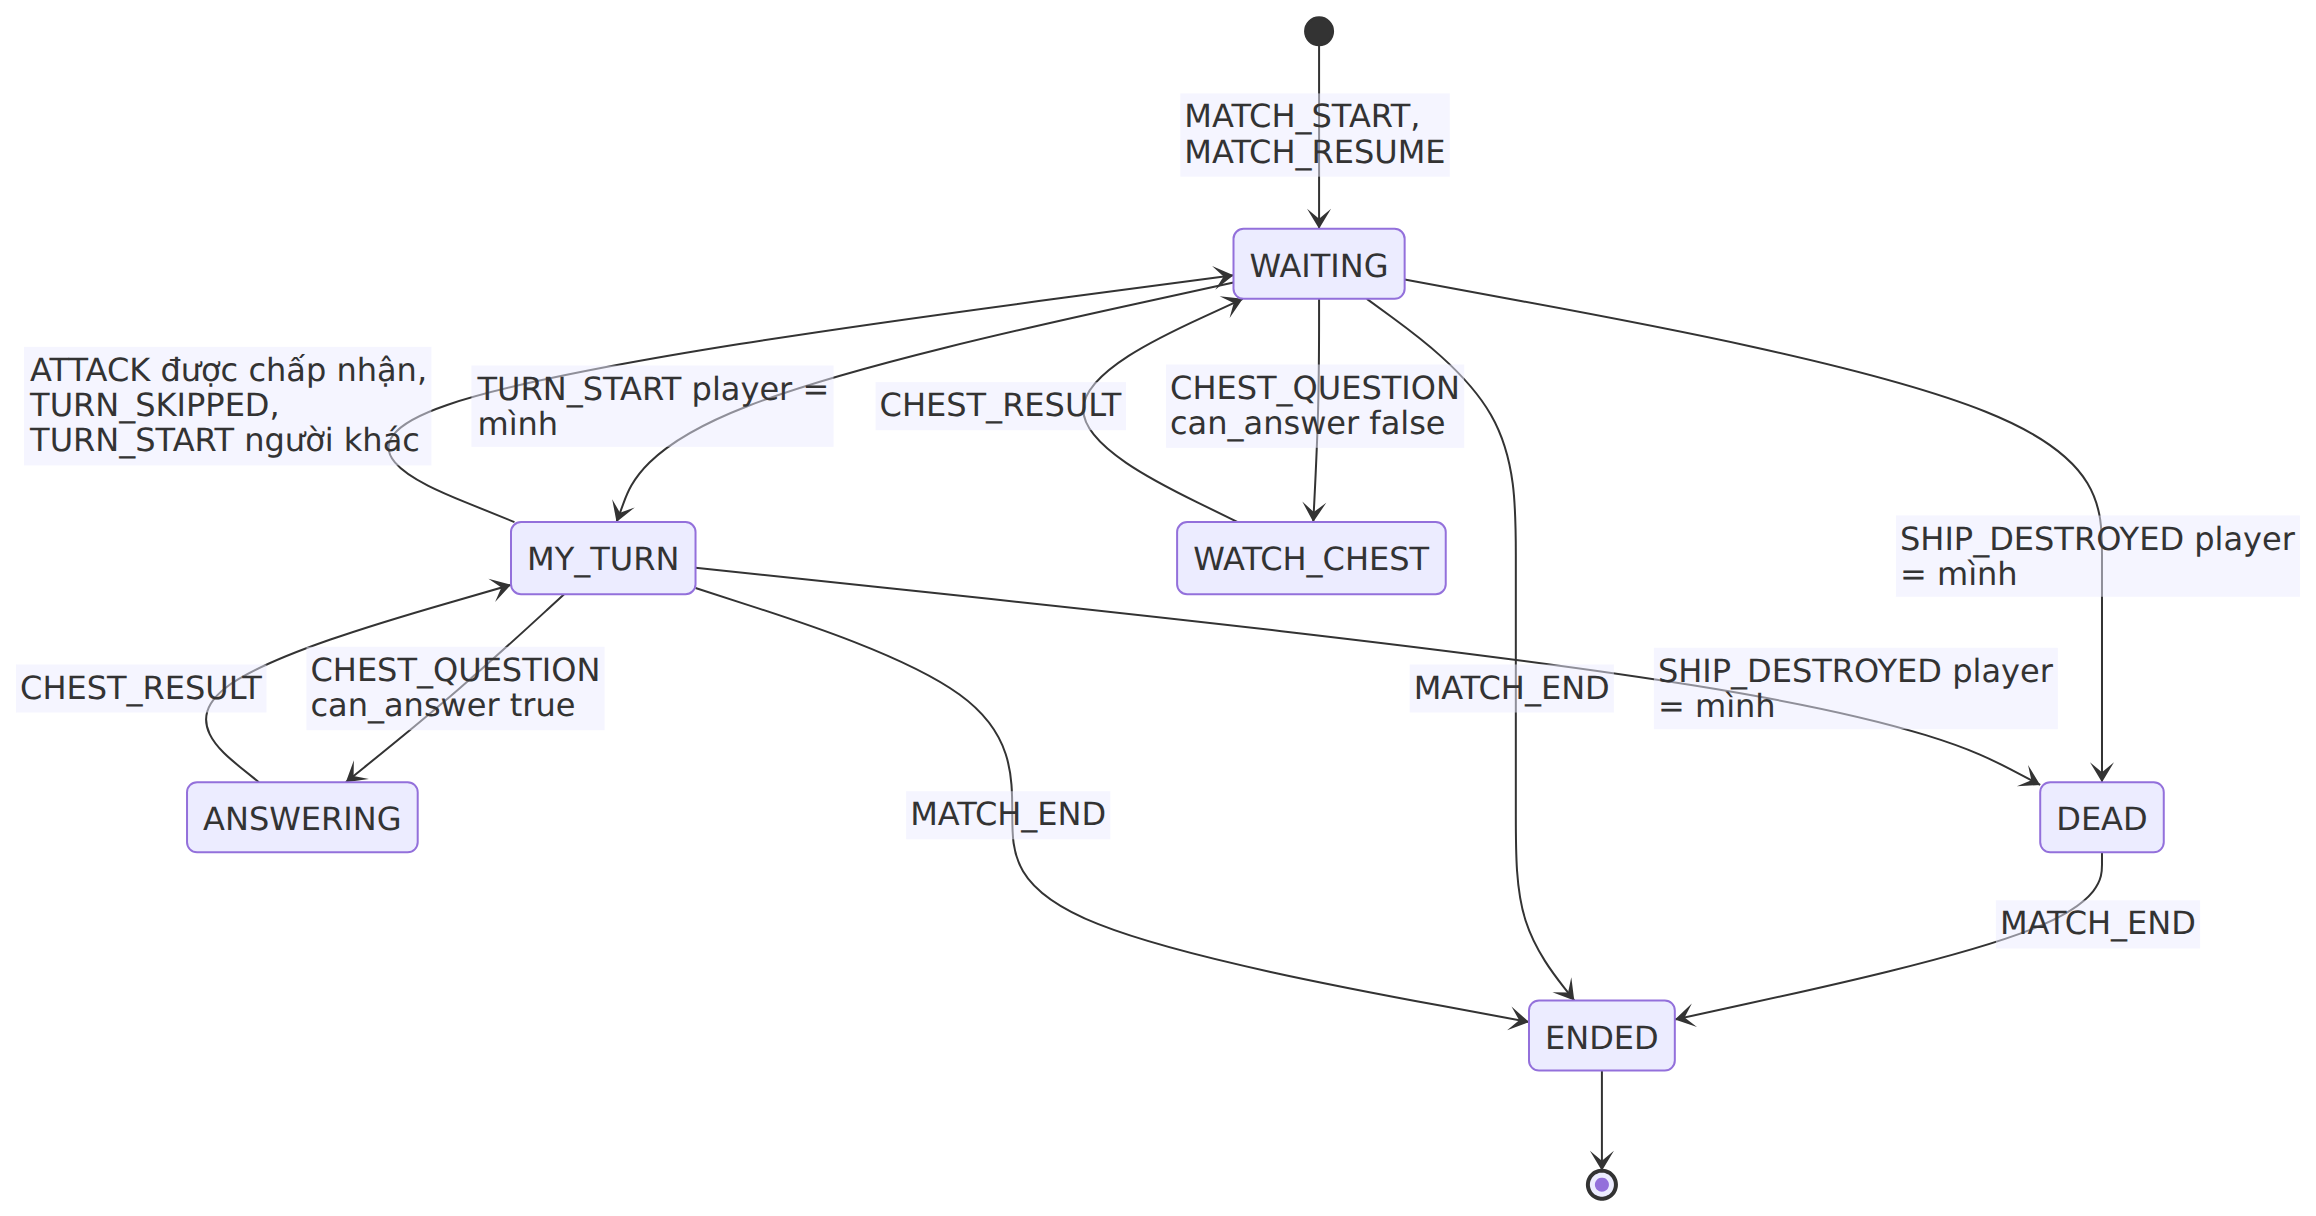 MATCH_START,
MATCH_RESUME
WAITING
ATTACK được chấp nhận,
TURN_SKIPPED,
TURN_START người khác
TURN_START player =
mình
CHEST_RESULT
CHEST_QUESTION
can_answer false
SHIP_DESTROYED player
= mình
MY_TURN
WATCH_CHEST
CHEST_RESULT
CHEST_QUESTION
can_answer true
MATCH_END
SHIP_DESTROYED player
= mình
ANSWERING
MATCH_END
DEAD
MATCH_END
ENDED